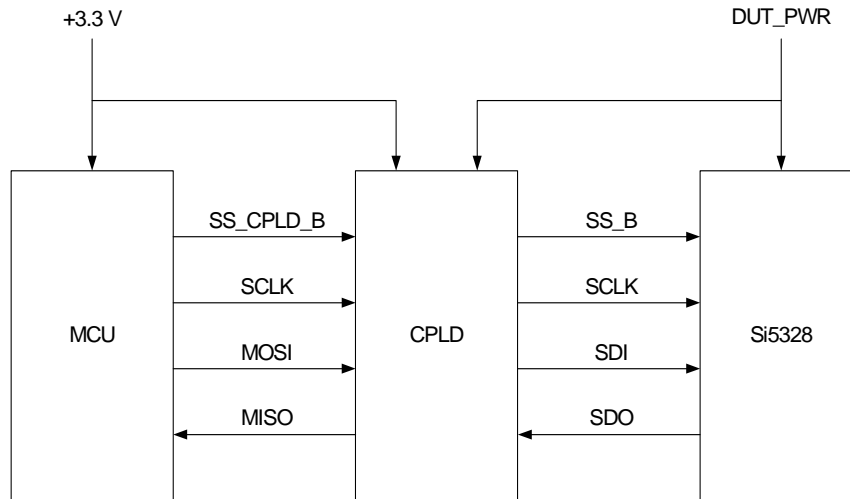 +3.3 V
DUT_PWR
SS_CPLD_B
SS_B
SCLK
SCLK
MCU
CPLD
Si5328
MOSI
SDI
MISO
SDO